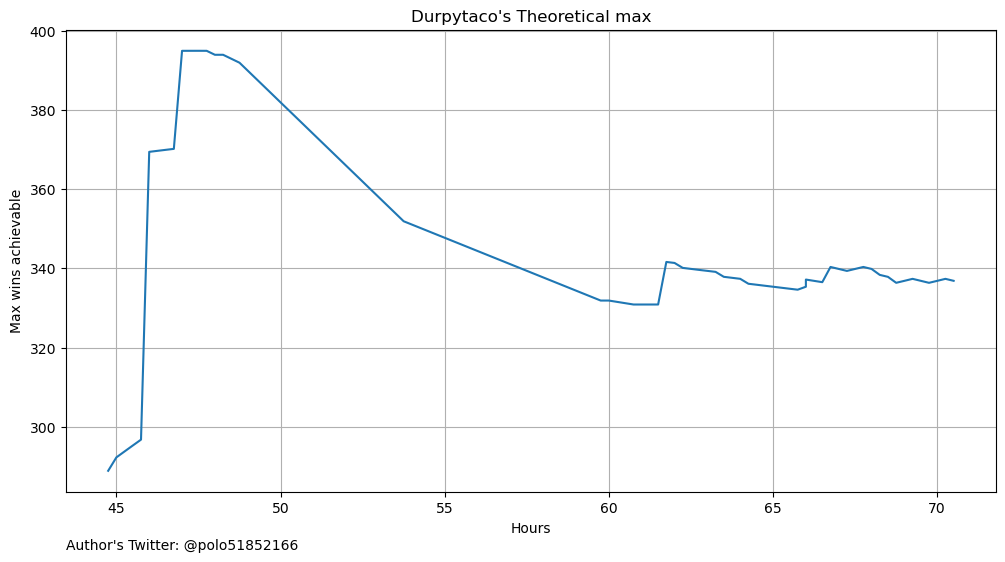 Durpytaco's Theoretical max
400
380
360
340
320
300
Max wins achievable
45 50 55 60 65 70
Hours
Author's Twitter: @polo51852166